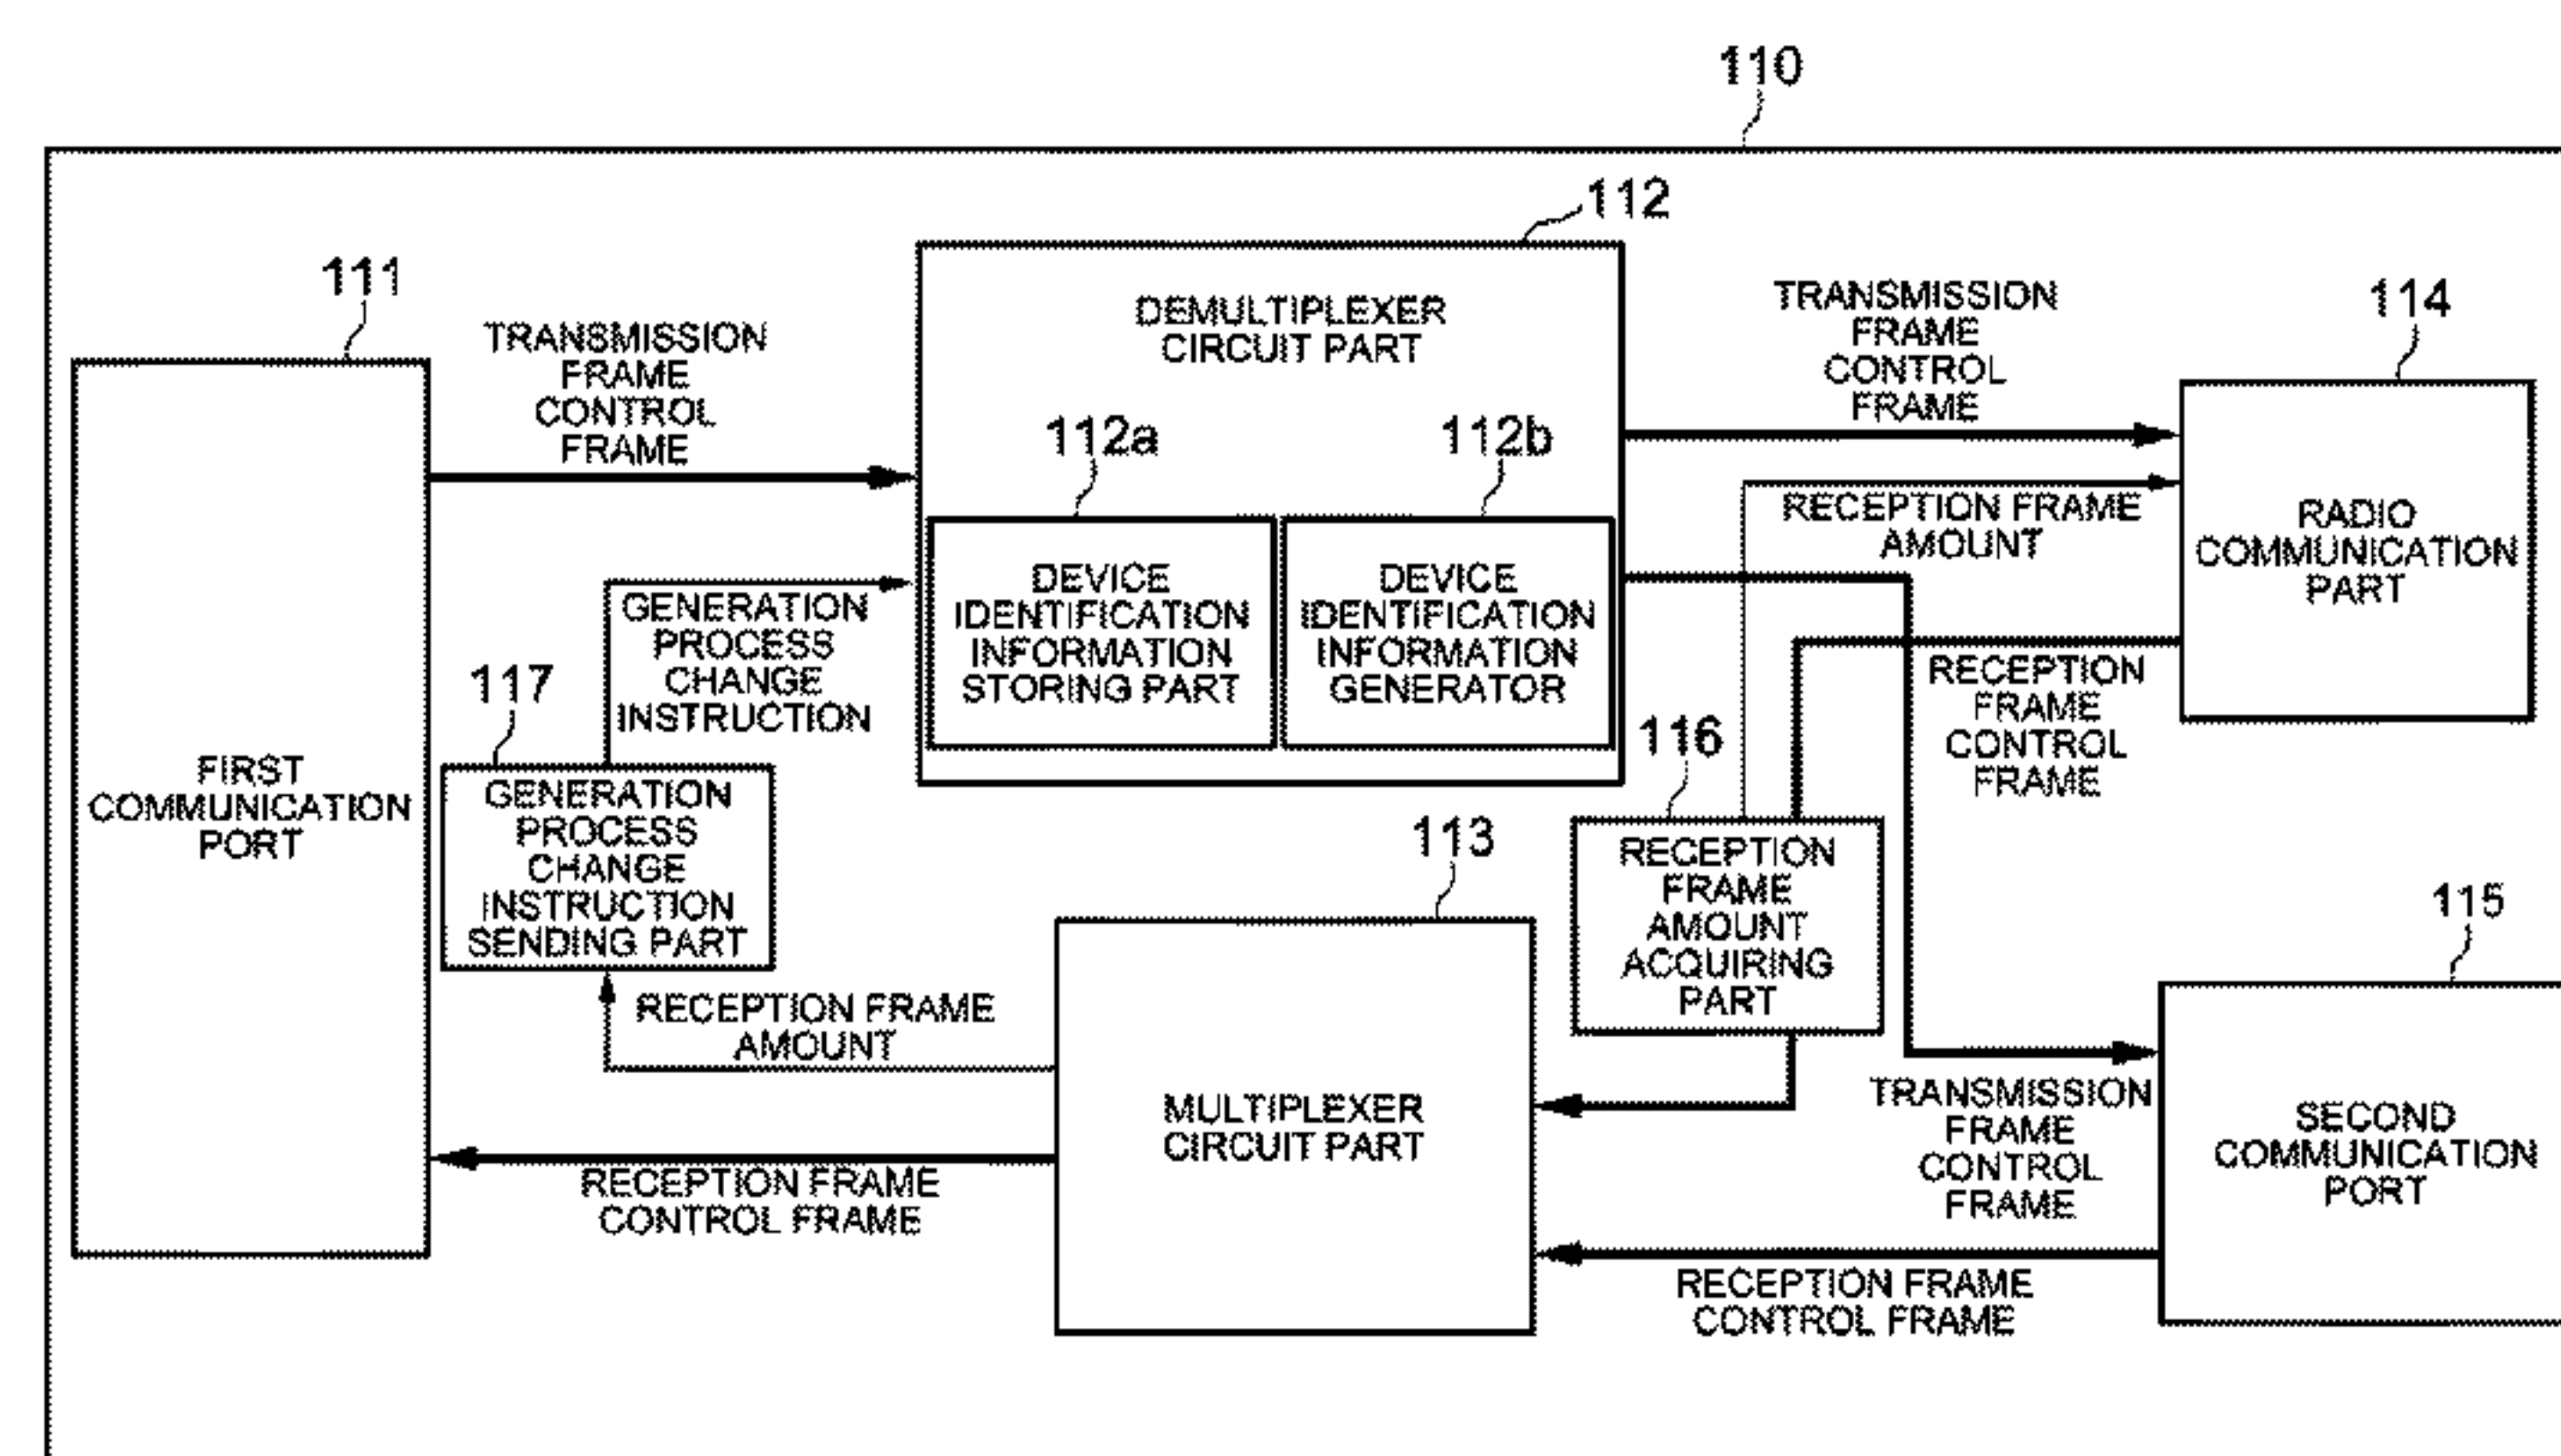 110
112
111
TRANSMISSION
FRAME
CONTROL
FRAME
DEMULTIPLEXER
CIRCUIT PART
TRANSMISSION
FRAME
CONTROL
FRAME
114
112a
112b
RECEPTION FRAME
AMOUNT
RADIO
COMMUNICATION
PART
DEVICE
IDENTIFICATION
INFORMATION
STORING PART
DEVICE
IDENTIFICATION
INFORMATION
GENERATOR
GENERATION
PROCESS
CHANGE
INSTRUCTION
117
RECEPTION
FRAME
CONTROL
FRAME
116
FIRST
COMMUNICATION
PORT
GENERATION
PROCESS
CHANGE
INSTRUCTION
SENDING PART
113
RECEPTION
FRAME
AMOUNT
ACQUIRING
PART
115
RECEPTION FRAME
AMOUNT
MULTIPLEXER
CIRCUIT PART
TRANSMISSION
FRAME
CONTROL
FRAME
SECOND
COMMUNICATION
PORT
RECEPTION FRAME
CONTROL FRAME
RECEPTION FRAME
CONTROL FRAME